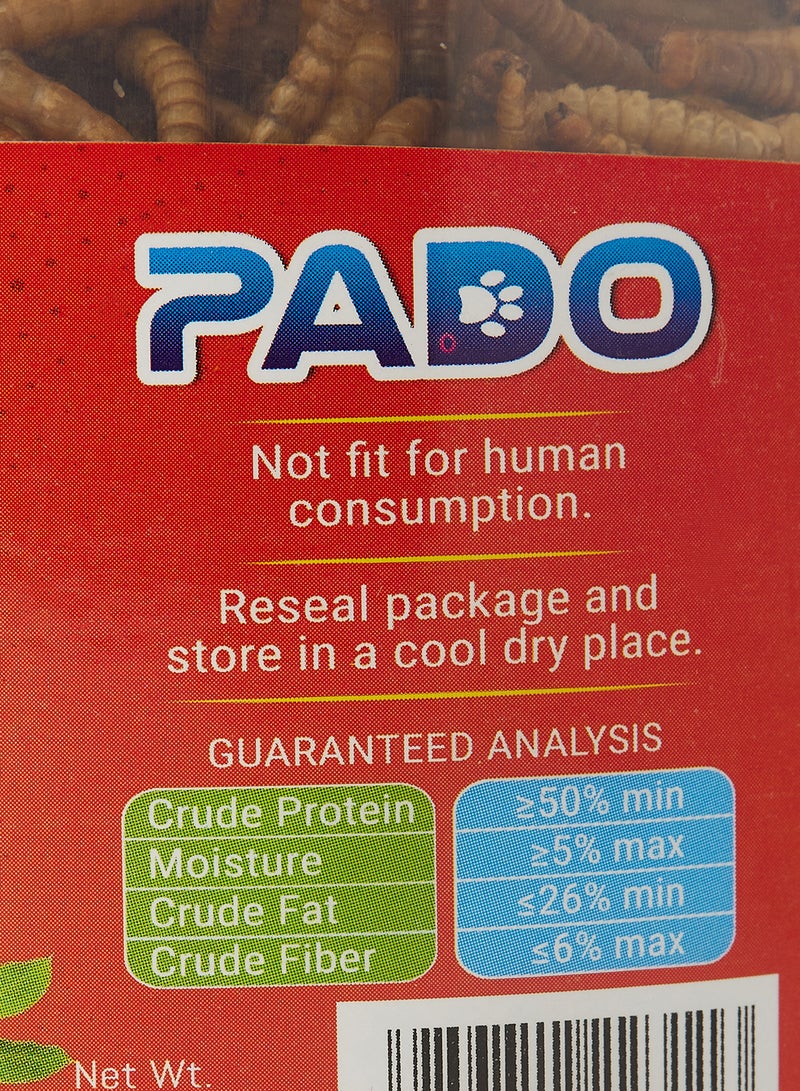 PADO
Not fit for human
consumption.
Reseal package and
store in a cool dry place.
GUARANTEED ANALYSIS
Crude Protein ≥50% min
Moisture ≥5% max
Crude Fat ≤26% min
Crude Fiber ≤6% max
Net Wt.